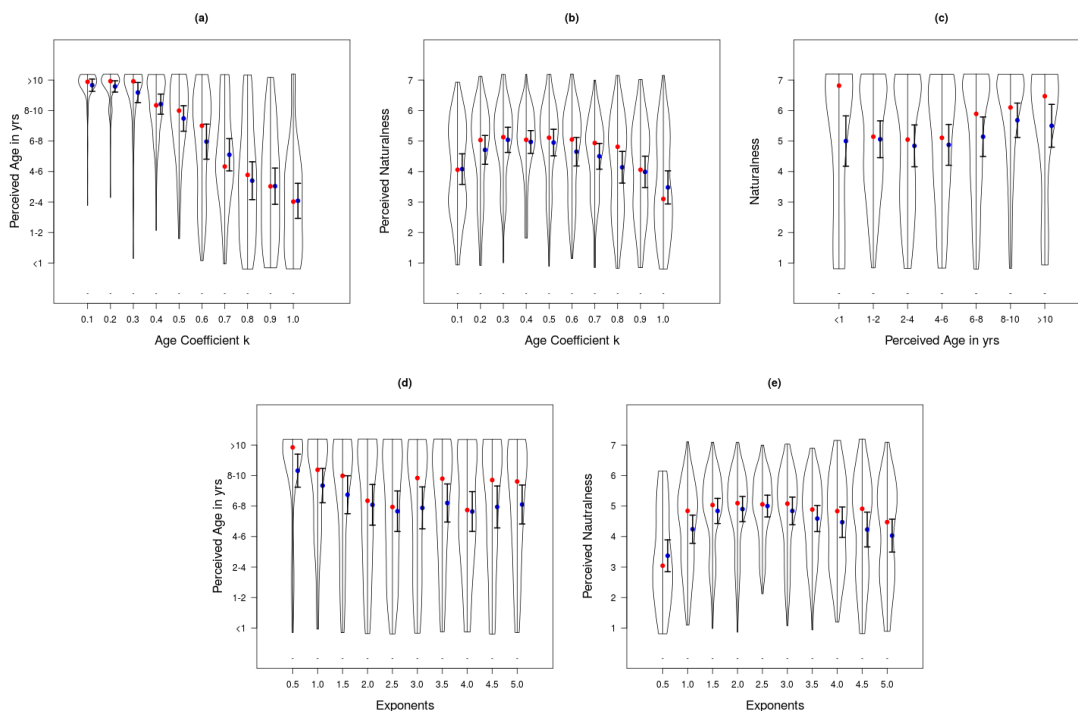 (a)
Perceived Age in yrs
>10
8-10
6-8
4-6
2-4
1-2
<1
-
0.1 0.2 0.3 0.4 0.5 0.6 0.7 0.8 0.9 1.0
Age Coefficient k
(b)
Perceived Naturalness
7
6
5
4
3
2
1
-
0.1 0.2 0.3 0.4 0.5 0.6 0.7 0.8 0.9 1.0
Age Coefficient k
(c)
Naturalness
7
6
5
4
3
2
1
-
<1 1-2 2-4 4-6 6-8 8-10 >10
Perceived Age in yrs
(d)
Perceived Age in yrs
>10
8-10
6-8
4-6
2-4
1-2
<1
-
0.5 1.0 1.5 2.0 2.5 3.0 3.5 4.0 4.5 5.0
Exponents
(e)
Perceived Nautralness
7
6
5
4
3
2
1
-
0.5 1.0 1.5 2.0 2.5 3.0 3.5 4.0 4.5 5.0
Exponents